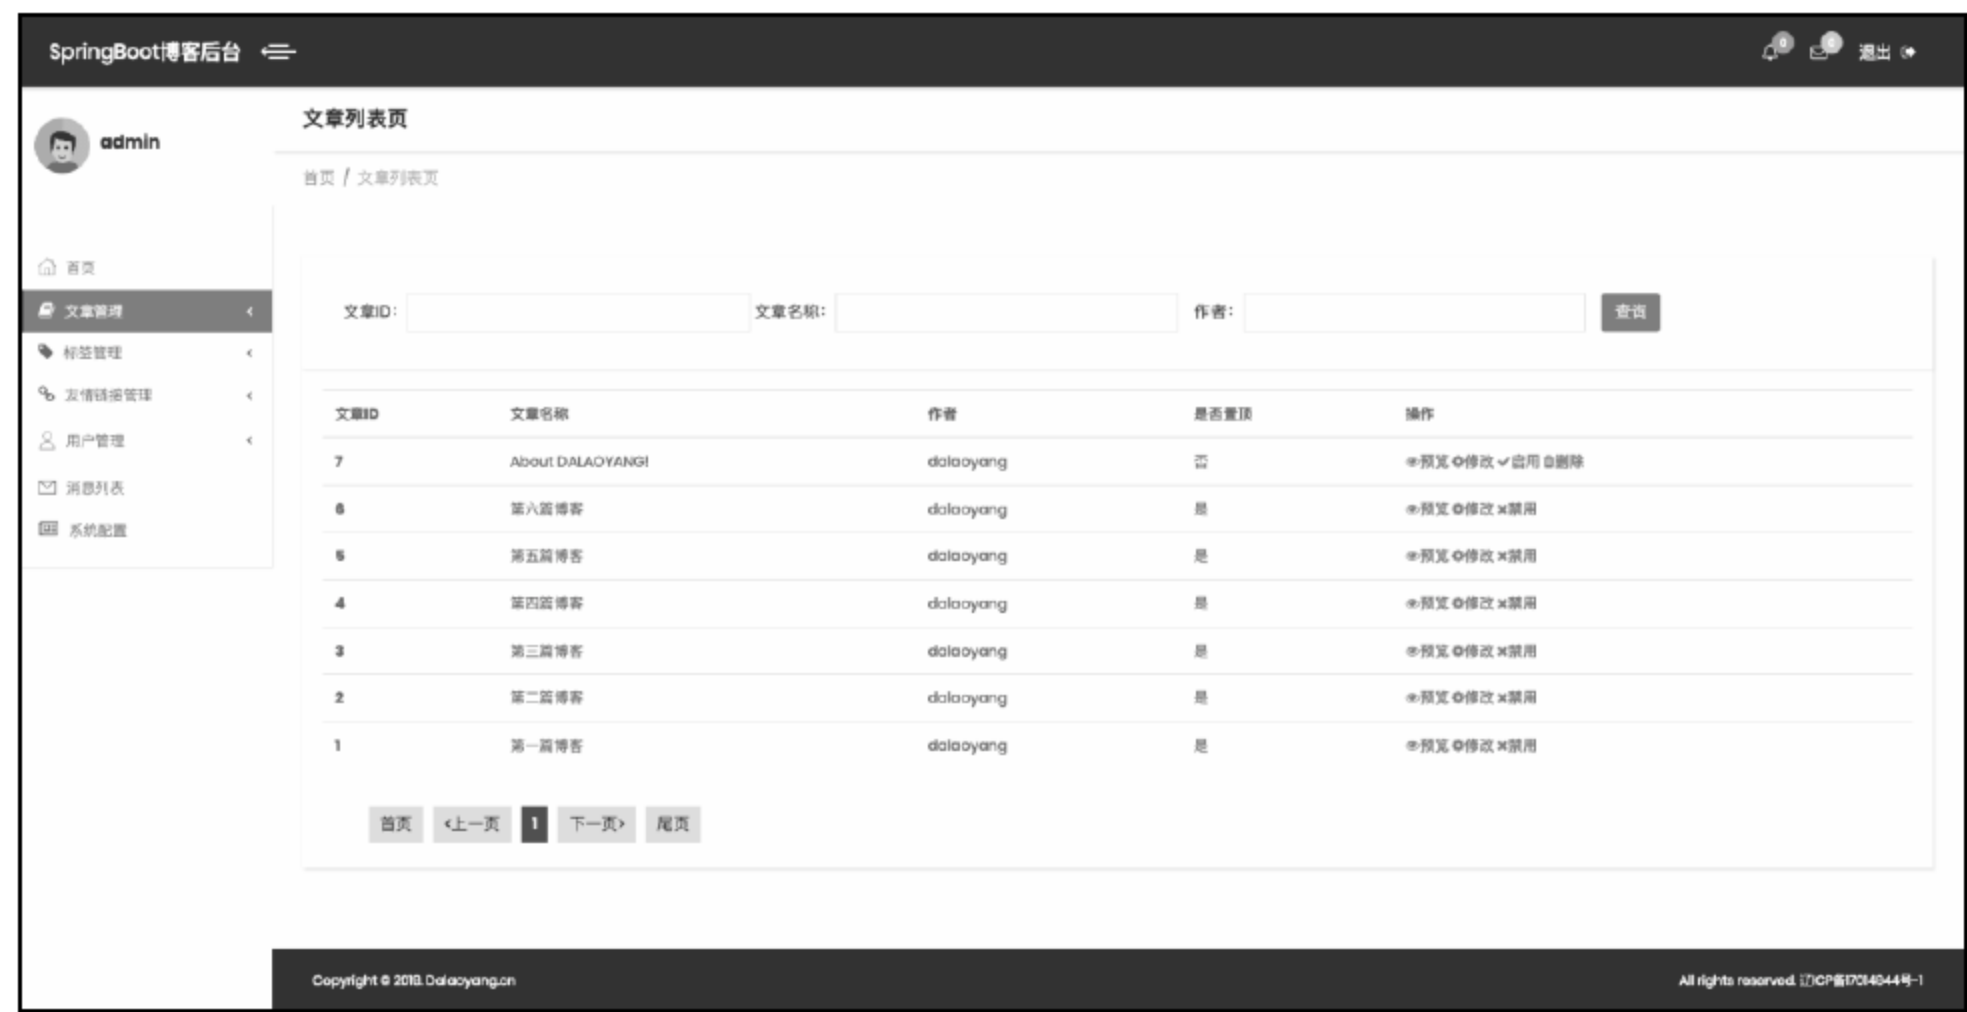 SpringBoot博客后台
0 0 退出
admin
文章列表页
首页 / 文章列表页
首页
文章管理
标签管理
友情链接管理
用户管理
消息列表
系统配置
文章ID: 文章名称: 作者: 查询
文章ID 文章名称 作者 是否置顶 操作
7 About DALAOYANG! dalaoyang 否 预览 修改 启用 删除
6 第六篇博客 dalaoyang 是 预览 修改 禁用
5 第五篇博客 dalaoyang 是 预览 修改 禁用
4 第四篇博客 dalaoyang 是 预览 修改 禁用
3 第三篇博客 dalaoyang 是 预览 修改 禁用
2 第二篇博客 dalaoyang 是 预览 修改 禁用
1 第一篇博客 dalaoyang 是 预览 修改 禁用
首页 <上一页 1 下一页> 尾页
Copyright © 2018. Dalaoyang.cn All rights reserved.